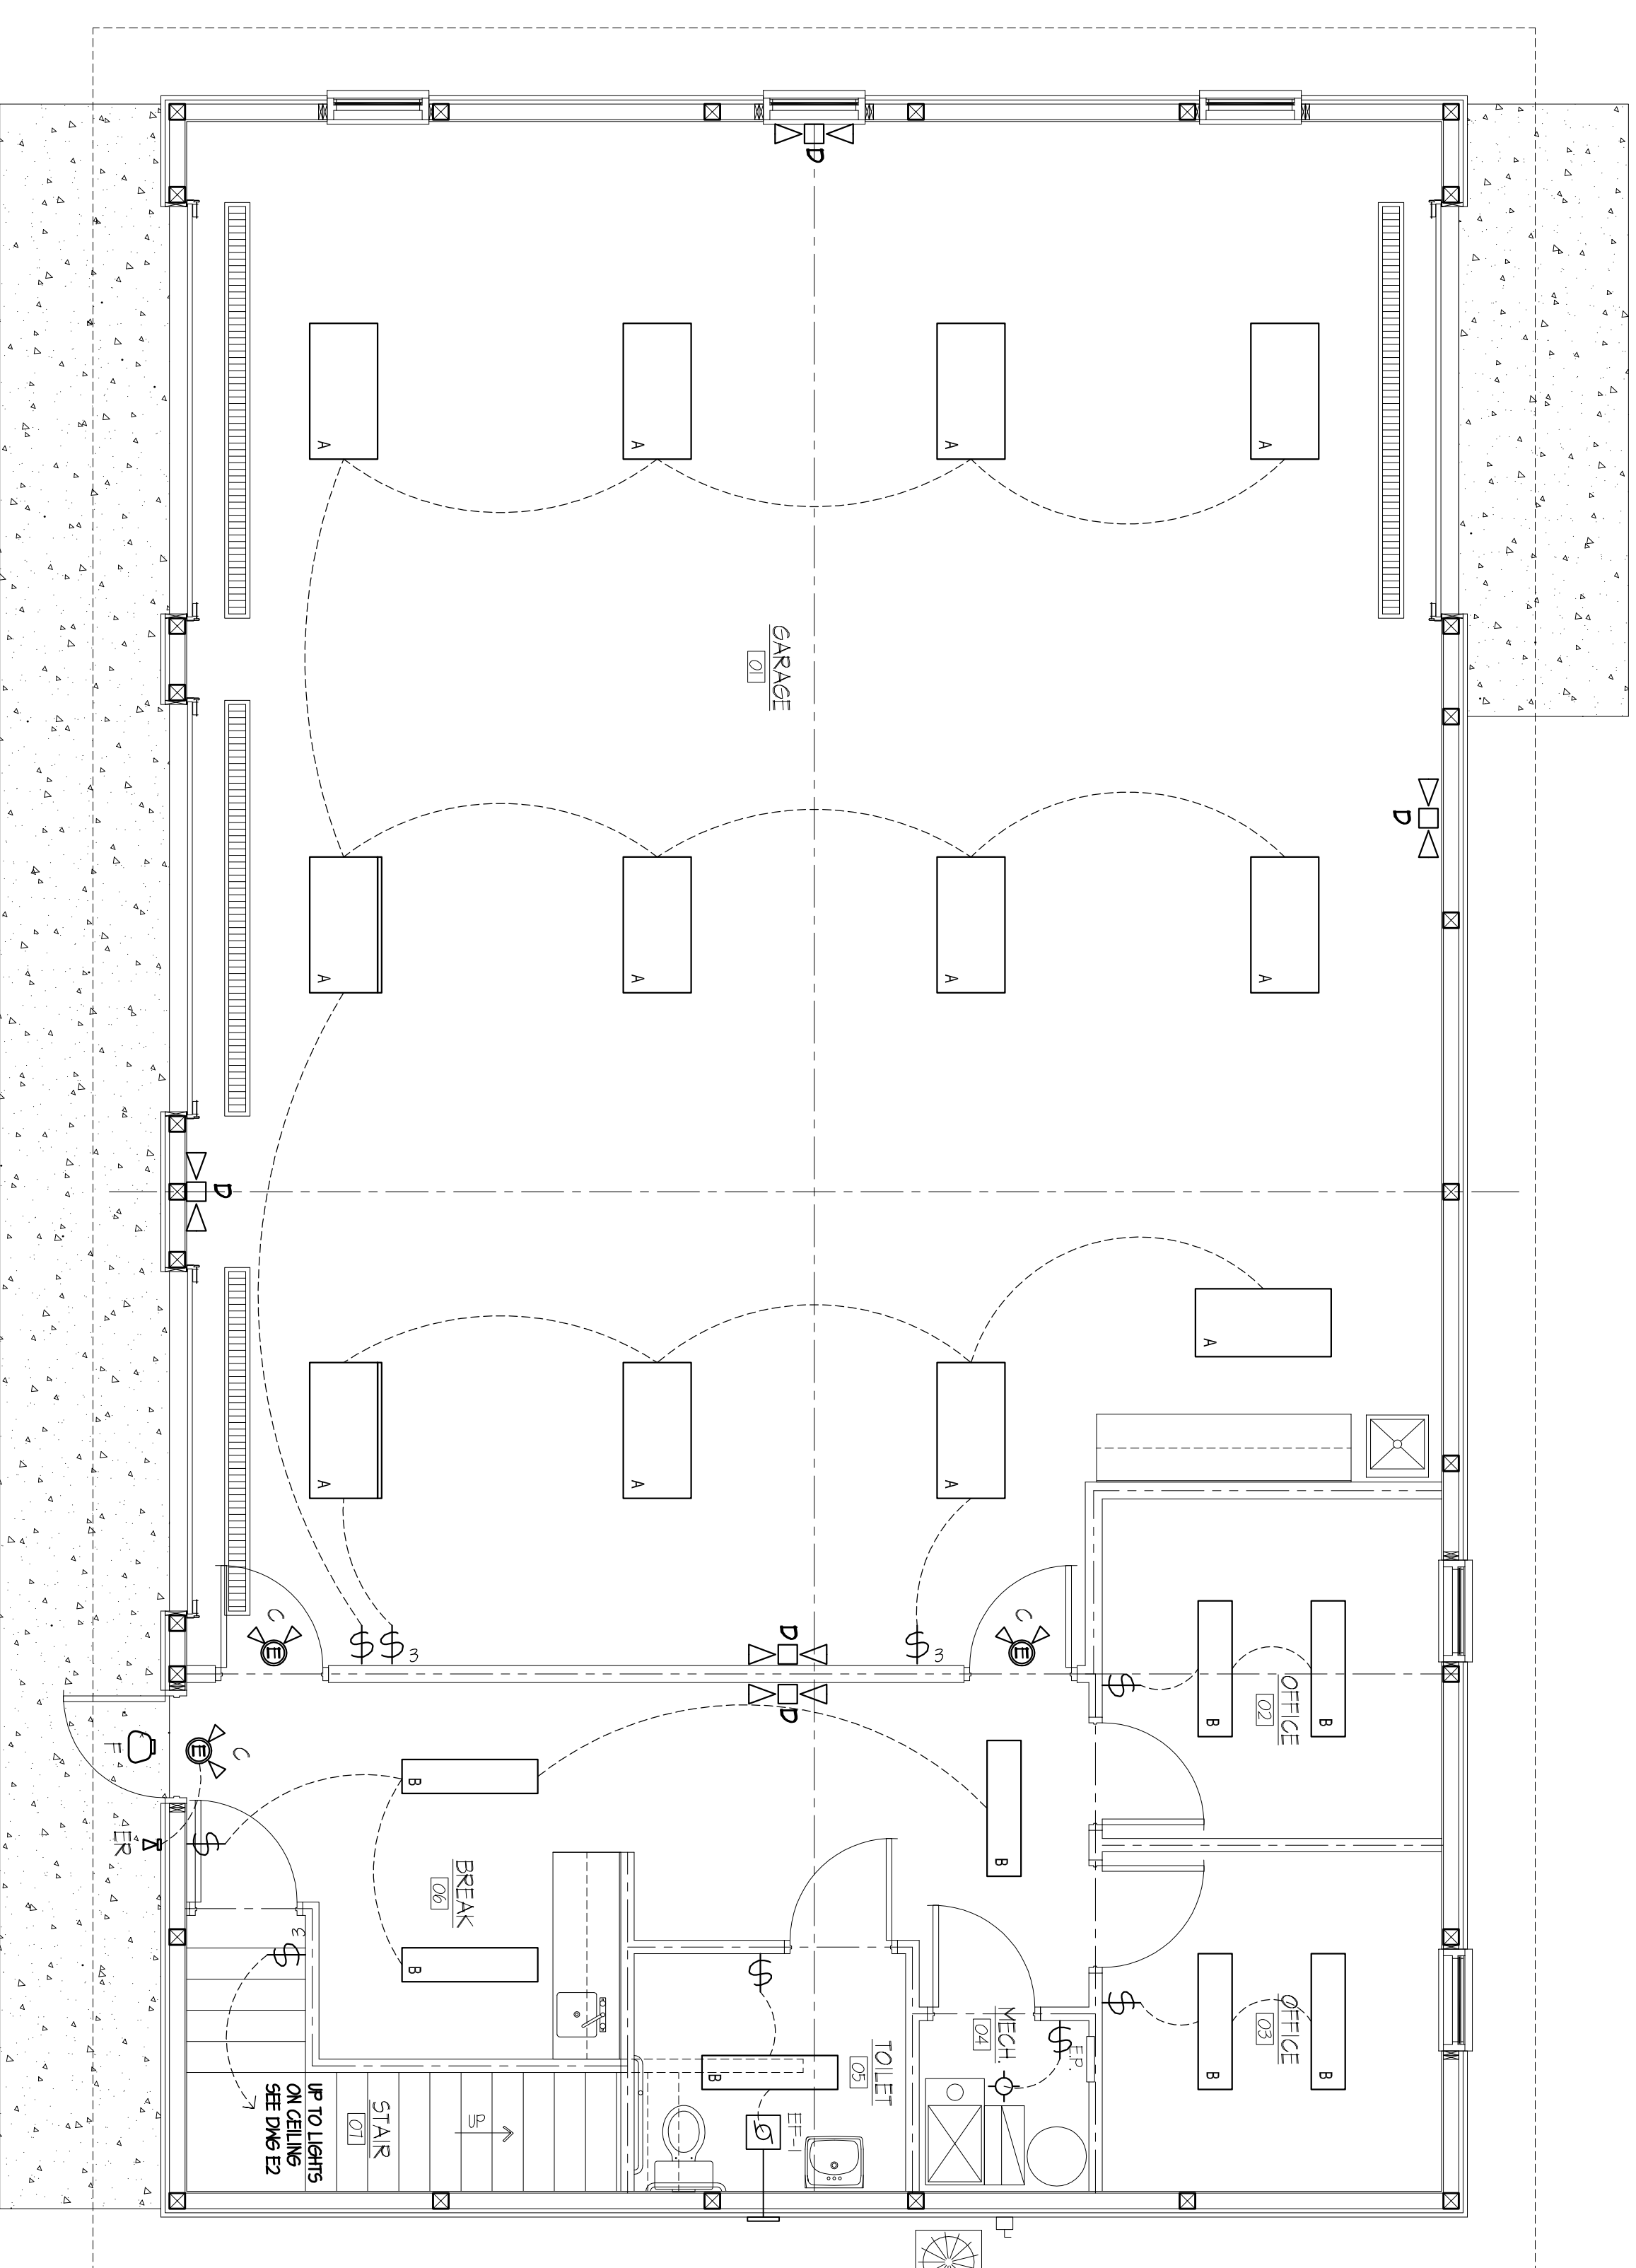 D
A
A
A
A
GARAGE
01
D
A
A
A
A
D
A
A
A
A
C
E
$
$ 3
D
$ 3
C
E
OFFICE
02
B
B
$
D
C
E
F
B
B
ER
$
BREAK
06
B
$ 3
$
OFFICE
03
B
B
$
MECH.
04
$
F.P.
TOILET
05
B
EF-1
STAIR
07
UP
UP TO LIGHTS
ON CEILING
SEE DWG E2